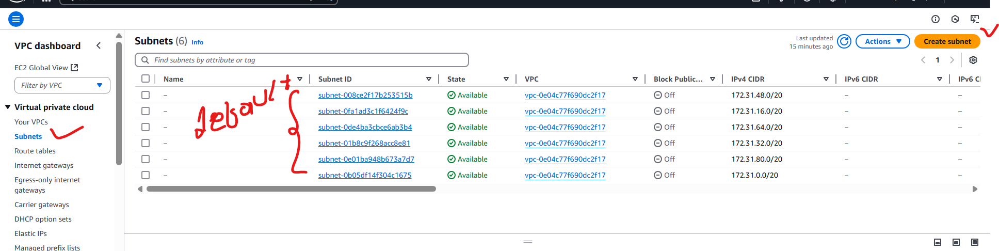 Subnets (6) Info
Last updated
15 minutes ago
Actions
Create subnet
VPC dashboard
EC2 Global View
Filter by VPC
Virtual private cloud
Your VPCs
Subnets
Route tables
Internet gateways
Egress-only internet
gateways
Carrier gateways
DHCP option sets
Elastic IPs
Managed prefix lists
Find subnets by attribute or tag
1
Name Subnet ID State VPC Block Public... IPv4 CIDR IPv6 CIDR IPv6 CI
– subnet-008ce2f17b253515b Available vpc-0e04c77f690dc2f17 Off 172.31.48.0/20 – –
– subnet-0fa1ad3c1f6424f9c Available vpc-0e04c77f690dc2f17 Off 172.31.16.0/20 – –
– subnet-0de4ba3cbce6ab3b4 Available vpc-0e04c77f690dc2f17 Off 172.31.64.0/20 – –
– subnet-01b8c9f268acc8e81 Available vpc-0e04c77f690dc2f17 Off 172.31.32.0/20 – –
– subnet-0e01ba948b673a7d7 Available vpc-0e04c77f690dc2f17 Off 172.31.80.0/20 – –
– subnet-0b05df14f304c1675 Available vpc-0e04c77f690dc2f17 Off 172.31.0.0/20 – –
default